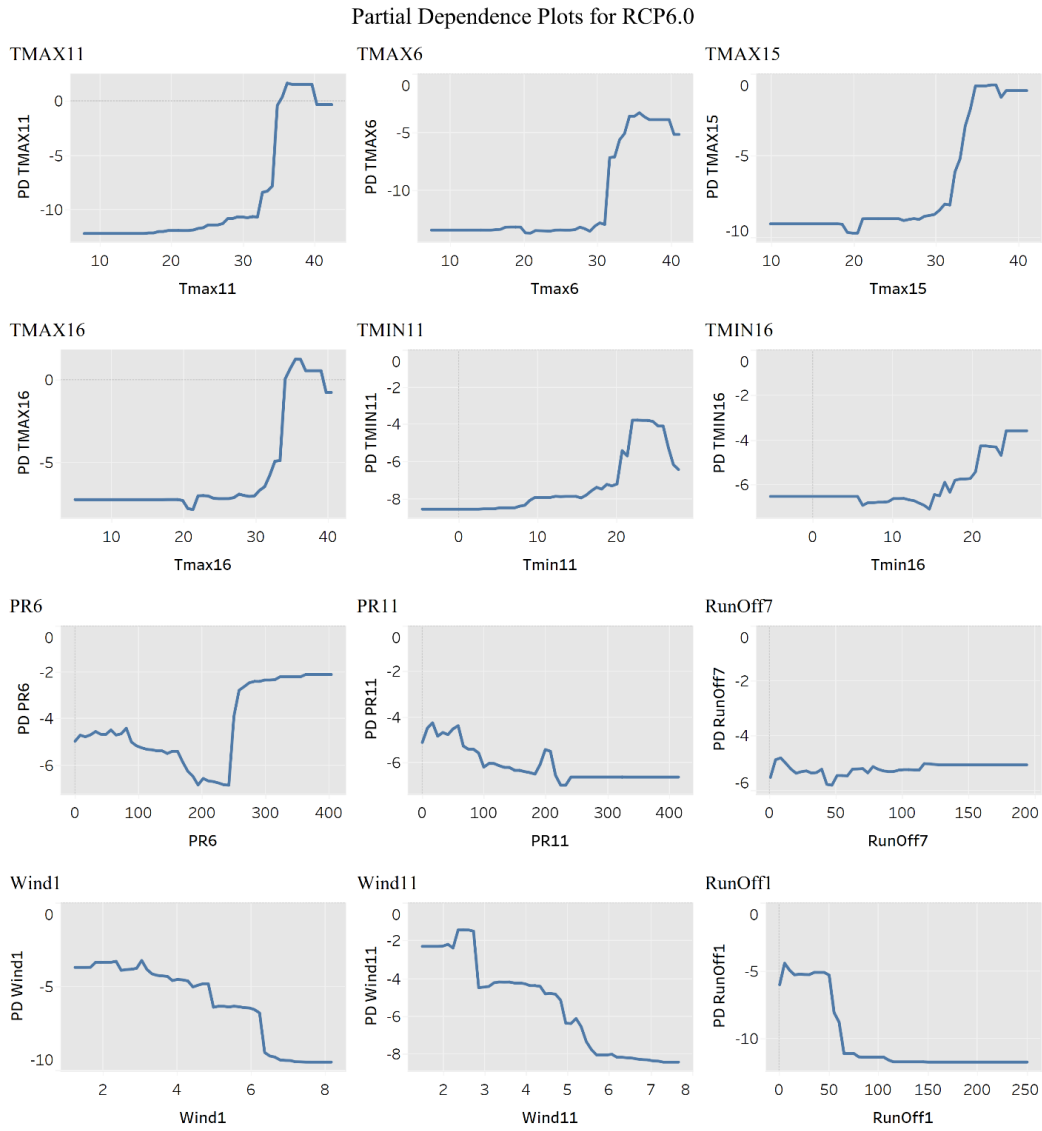 Partial Dependence Plots for RCP6.0
TMAX11 TMAX6 TMAX15
PD TMAX11
0
-5
-10
10 20 30 40
Tmax11
PD TMAX6
0
-5
-10
10 20 30 40
Tmax6
PD TMAX15
0
-5
-10
10 20 30 40
Tmax15
TMAX16 TMIN11 TMIN16
PD TMAX16
0
-5
10 20 30 40
Tmax16
PD TMIN11
0
-2
-4
-6
-8
0 10 20
Tmin11
PD TMIN16
0
-2
-4
-6
0 10 20
Tmin16
PR6 PR11 RunOff7
PD PR6
0
-2
-4
-6
0 100 200 300 400
PR6
PD PR11
0
-2
-4
-6
0 100 200 300 400
PR11
PD RunOff7
0
-2
-4
-6
0 50 100 150 200
RunOff7
Wind1 Wind11 RunOff1
PD Wind1
0
-5
-10
2 4 6 8
Wind1
PD Wind11
0
-2
-4
-6
-8
2 3 4 5 6 7 8
Wind11
PD RunOff1
0
-5
-10
0 50 100 150 200 250
RunOff1